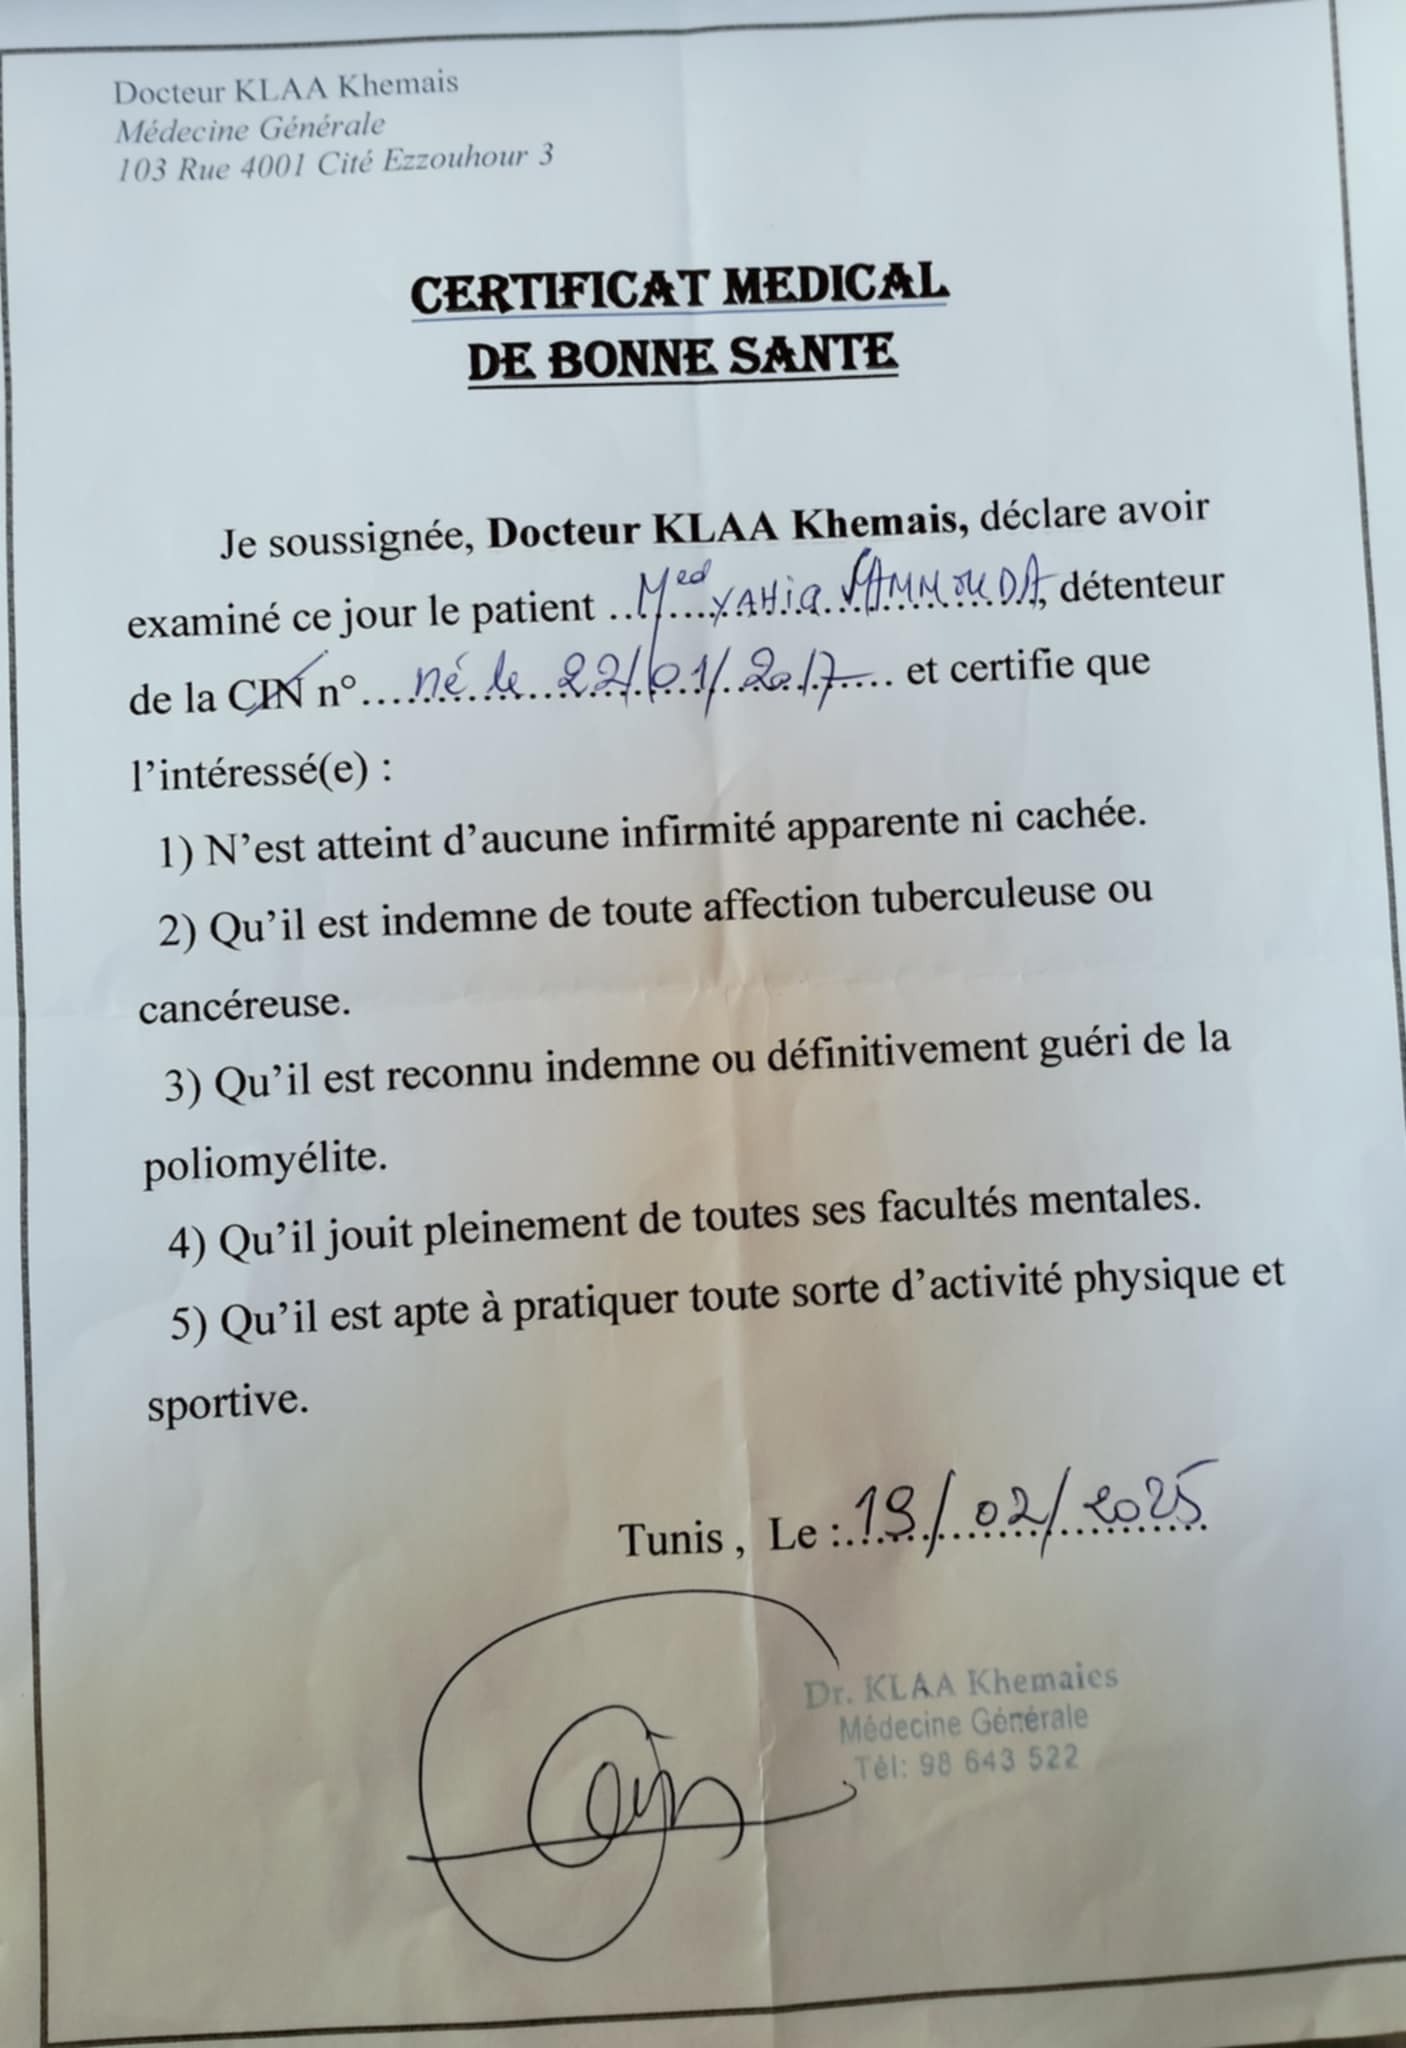 Docteur KLAA Khemais
Médecine Générale
103 Rue 4001 Cité Ezzouhour 3
CERTIFICAT MEDICAL
DE BONNE SANTE
Je soussignée, Docteur KLAA Khemais, déclare avoir
examiné ce jour le patient ..Med YAHia HAMMOUDA, détenteur
de la CIN n°....né le 22/01/2017.... et certifie que
l'intéressé(e) :
1) N'est atteint d'aucune infirmité apparente ni cachée.
2) Qu'il est indemne de toute affection tuberculeuse ou
cancéreuse.
3) Qu'il est reconnu indemne ou définitivement guéri de la
poliomyélite.
4) Qu'il jouit pleinement de toutes ses facultés mentales.
5) Qu'il est apte à pratiquer toute sorte d'activité physique et
sportive.
Tunis , Le :..19/02/2025
Dr. KLAA Khemaies
Médecine Générale
Tél: 98 643 522